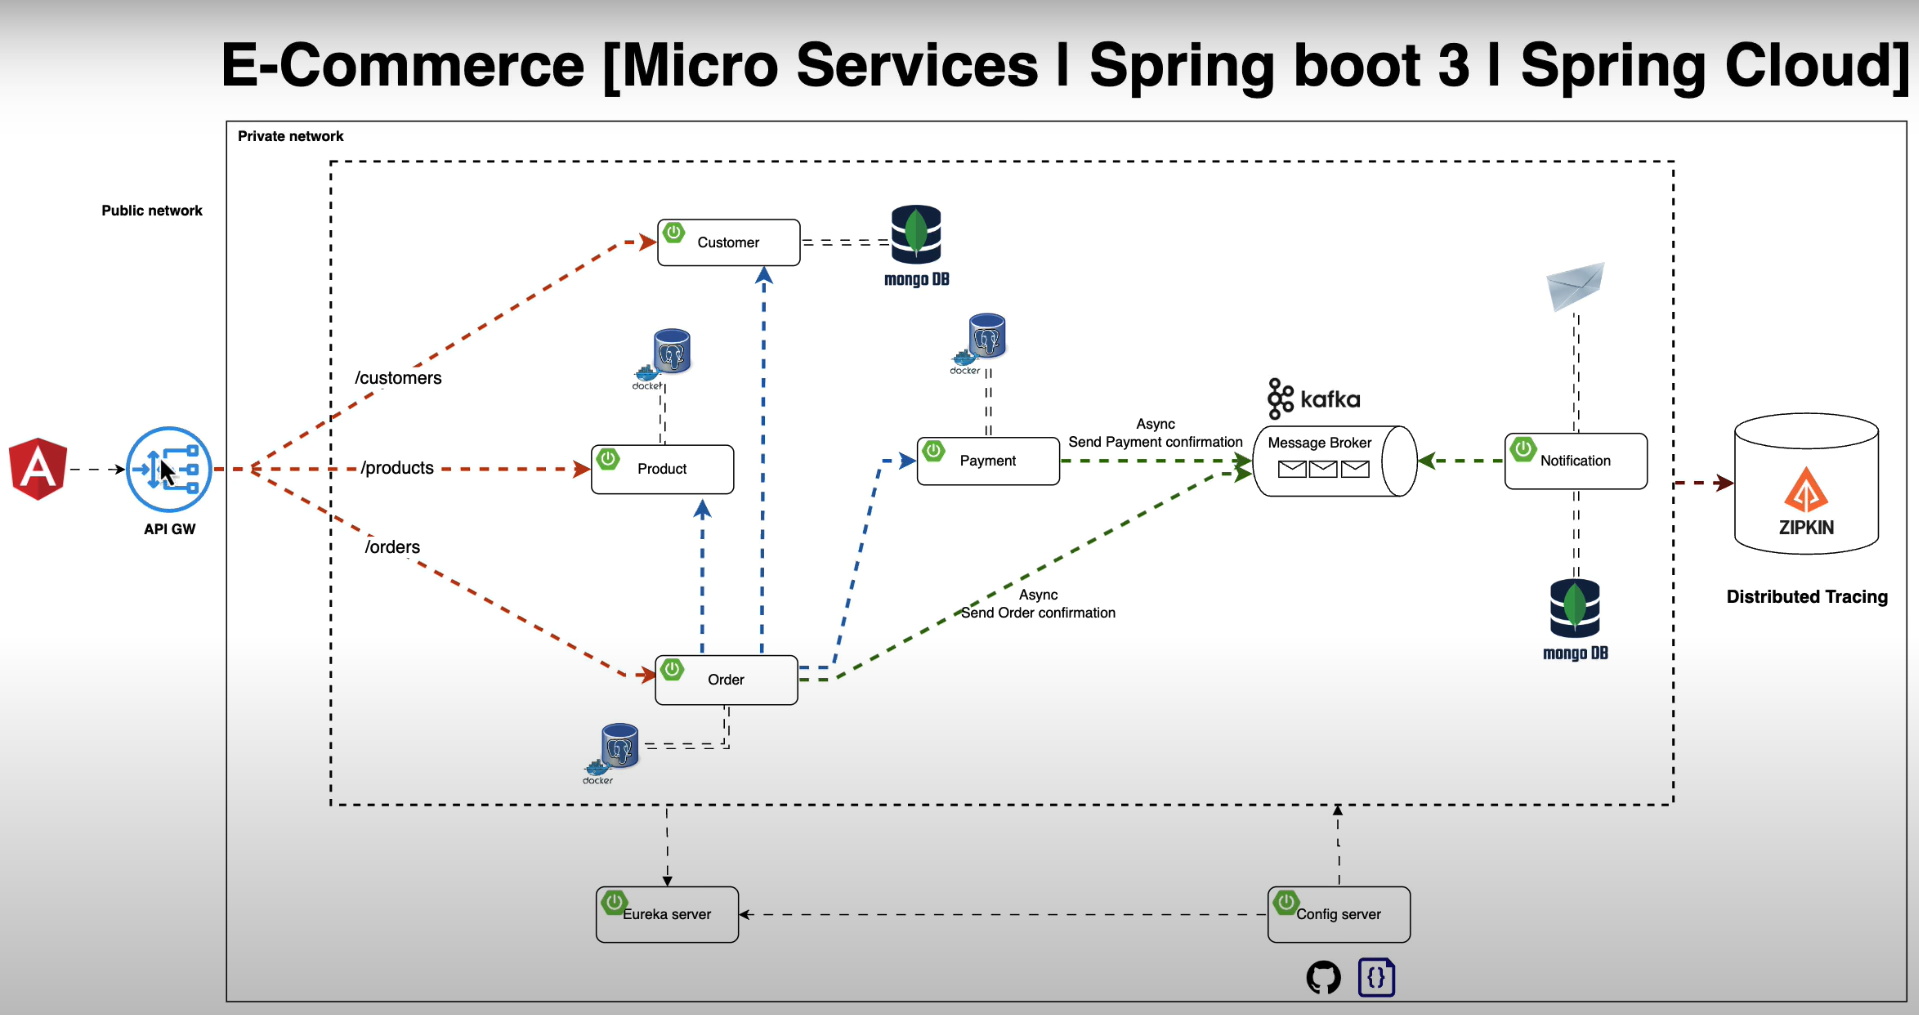 E-Commerce [Micro Services | Spring boot 3 | Spring Cloud]
Private network
Public network
Customer
mongo DB
docker
docker
/customers
kafka
Async
Send Payment confirmation
Message Broker
/products
Product
Payment
Notification
API GW
ZIPKIN
/orders
Async
Send Order confirmation
Distributed Tracing
mongo DB
Order
docker
Eureka server
Config server
{}